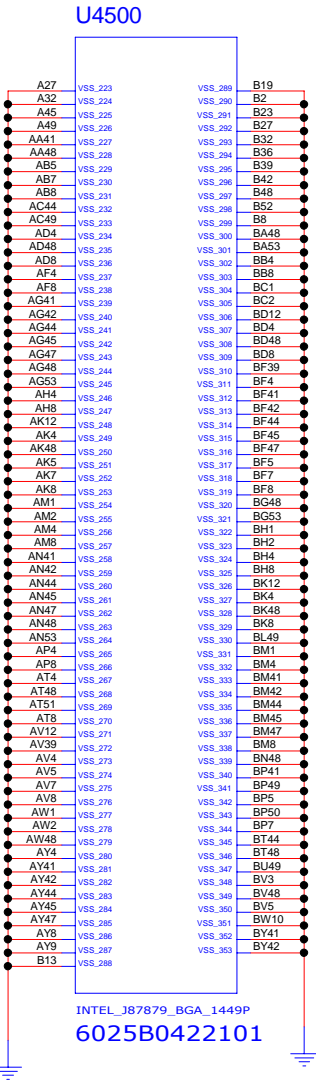 U4500
A27 VSS_223 VSS_289 B19
A32 VSS_224 VSS_290 B2
A45 VSS_225 VSS_291 B23
A49 VSS_226 VSS_292 B27
AA41 VSS_227 VSS_293 B32
AA48 VSS_228 VSS_294 B36
AB5 VSS_229 VSS_295 B39
AB7 VSS_230 VSS_296 B42
AB8 VSS_231 VSS_297 B48
AC44 VSS_232 VSS_298 B52
AC49 VSS_233 VSS_299 B8
AD4 VSS_234 VSS_300 BA48
AD48 VSS_235 VSS_301 BA53
AD8 VSS_236 VSS_302 BB4
AF4 VSS_237 VSS_303 BB8
AF8 VSS_238 VSS_304 BC1
AG41 VSS_239 VSS_305 BC2
AG42 VSS_240 VSS_306 BD12
AG44 VSS_241 VSS_307 BD4
AG45 VSS_242 VSS_308 BD48
AG47 VSS_243 VSS_309 BD8
AG48 VSS_244 VSS_310 BF39
AG53 VSS_245 VSS_311 BF4
AH4 VSS_246 VSS_312 BF41
AH8 VSS_247 VSS_313 BF42
AK12 VSS_248 VSS_314 BF44
AK4 VSS_249 VSS_315 BF45
AK48 VSS_250 VSS_316 BF47
AK5 VSS_251 VSS_317 BF5
AK7 VSS_252 VSS_318 BF7
AK8 VSS_253 VSS_319 BF8
AM1 VSS_254 VSS_320 BG48
AM2 VSS_255 VSS_321 BG53
AM4 VSS_256 VSS_322 BH1
AM8 VSS_257 VSS_323 BH2
AN41 VSS_258 VSS_324 BH4
AN42 VSS_259 VSS_325 BH8
AN44 VSS_260 VSS_326 BK12
AN45 VSS_261 VSS_327 BK4
AN47 VSS_262 VSS_328 BK48
AN48 VSS_263 VSS_329 BK8
AN53 VSS_264 VSS_330 BL49
AP4 VSS_265 VSS_331 BM1
AP8 VSS_266 VSS_332 BM4
AT4 VSS_267 VSS_333 BM41
AT48 VSS_268 VSS_334 BM42
AT51 VSS_269 VSS_335 BM44
AT8 VSS_270 VSS_336 BM45
AV12 VSS_271 VSS_337 BM47
AV39 VSS_272 VSS_338 BM8
AV4 VSS_273 VSS_339 BN48
AV5 VSS_274 VSS_340 BP41
AV7 VSS_275 VSS_341 BP49
AV8 VSS_276 VSS_342 BP5
AW1 VSS_277 VSS_343 BP50
AW2 VSS_278 VSS_344 BP7
AW48 VSS_279 VSS_345 BT44
AY4 VSS_280 VSS_346 BT48
AY41 VSS_281 VSS_347 BU49
AY42 VSS_282 VSS_348 BV3
AY44 VSS_283 VSS_349 BV48
AY45 VSS_284 VSS_350 BV5
AY47 VSS_285 VSS_351 BW10
AY8 VSS_286 VSS_352 BY41
AY9 VSS_287 VSS_353 BY42
B13 VSS_288
INTEL_J87879_BGA_1449P
6025B0422101